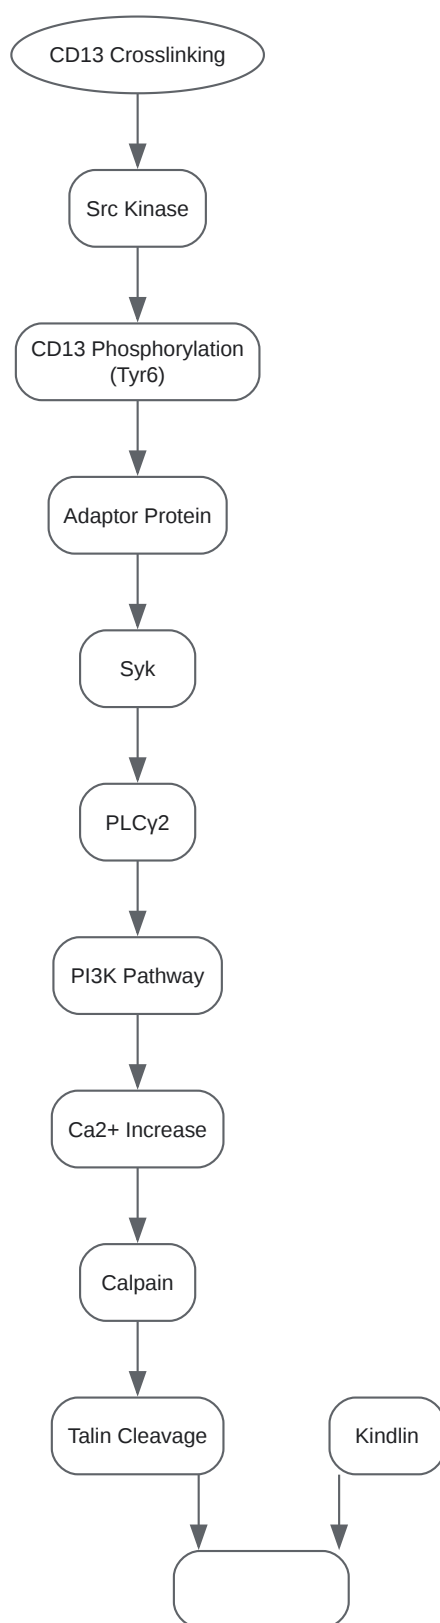 CD13 Crosslinking
Src Kinase
CD13 Phosphorylation
(Tyr6)
Adaptor Protein
Syk
PLCγ2
PI3K Pathway
Ca2+ Increase
Calpain
Talin Cleavage
Kindlin